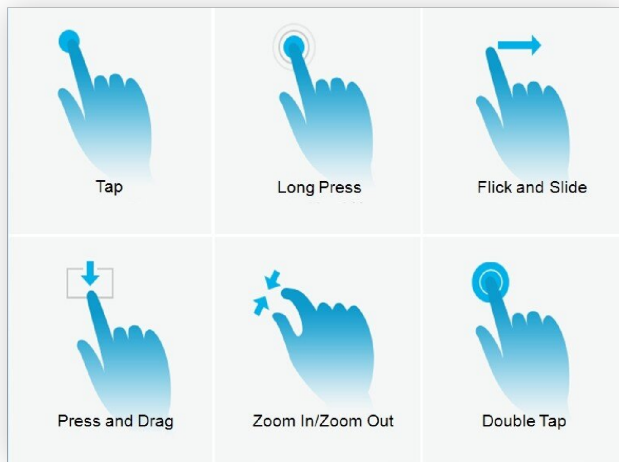 Tap
Long Press
Flick and Slide
Press and Drag
Zoom In/Zoom Out
Double Tap